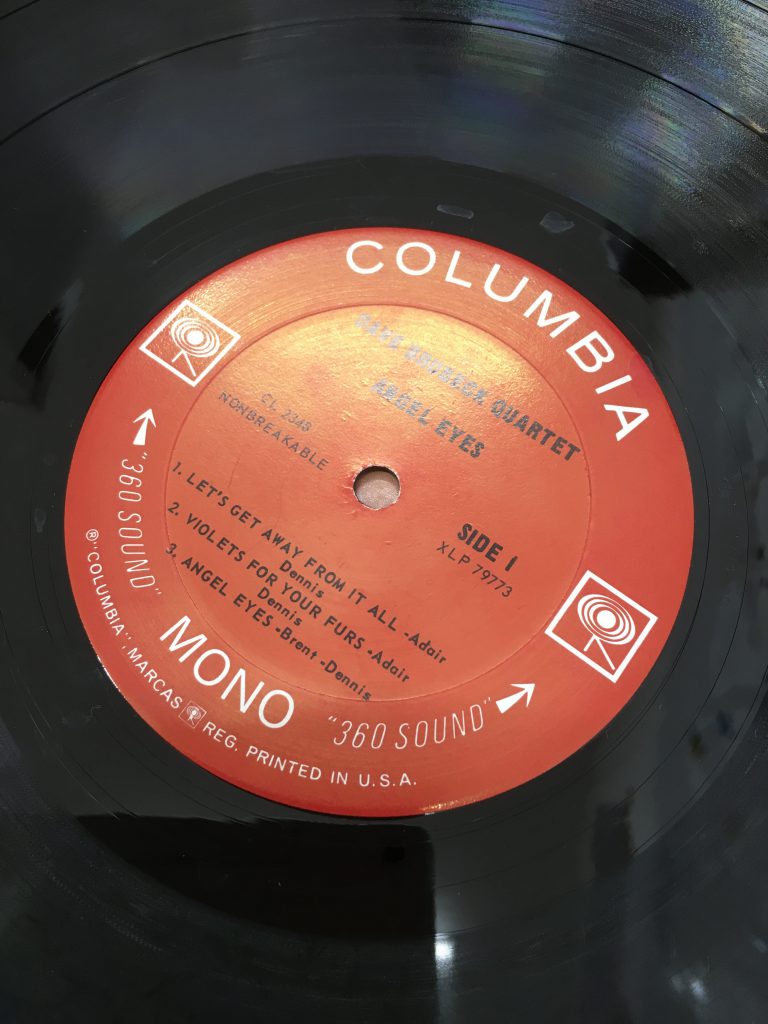 COLUMBIA
DAVE BRUBECK QUARTET
ANGEL EYES
CL 2348
NONBREAKABLE
SIDE 1
XLP 79773
1. LET'S GET AWAY FROM IT ALL -Adair
Dennis
2. VIOLETS FOR YOUR FURS -Adair
Dennis
3. ANGEL EYES -Brent -Dennis
"360 SOUND"
MONO
"360 SOUND"
® "COLUMBIA", MARCAS REG. PRINTED IN U.S.A.